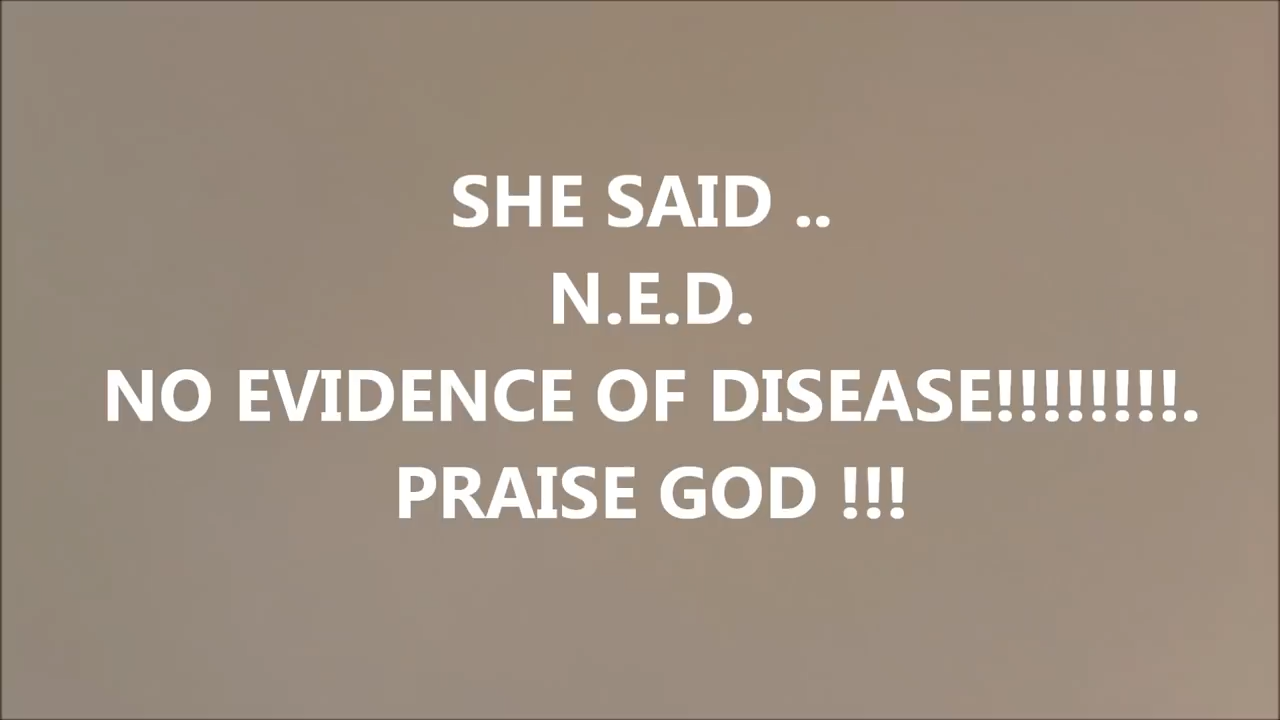 SHE SAID ..
N.E.D.
NO EVIDENCE OF DISEASE!!!!!!!!.
PRAISE GOD !!!